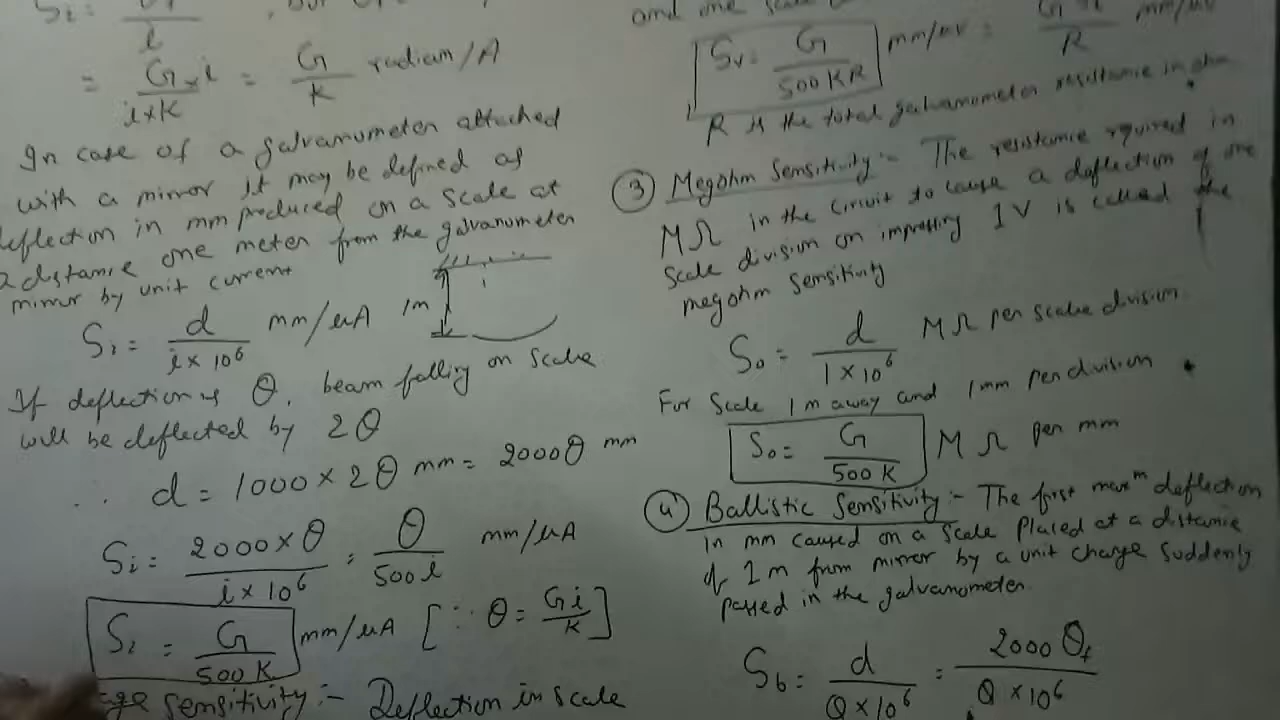 = G × i / i × K = G / K radian/A
In case of a galvanometer attached
with a mirror it may be defined as
deflection in mm produced on a scale at
a distance one meter from the galvanometer
mirror by unit current
Si = d / i × 10⁶ mm/μA 1m
If deflection is θ, beam falling on scale
will be deflected by 2θ
∴ d = 1000 × 2θ mm = 2000θ mm
Si = 2000 × θ / i × 10⁶ = θ / 500i mm/μA
Si = G / 500 K mm/μA [∵ θ = Gi / K]
Sensitivity :- Deflection in scale
and one scale
Sv = G / 500 KR mm/μV =
R is the total galvanometer resistance in ohm
③ Megohm Sensitivity :- The resistance required in
MΩ in the circuit to cause a deflection of one
scale division on impressing 1 V is called the
megohm sensitivity
So = d / 1 × 10⁶ MΩ per scale division
For scale 1m away and 1mm per division
So = G / 500 K MΩ per mm
④ Ballistic Sensitivity :- The first maxᵐ deflection
in mm caused on a scale placed at a distance
of 1 m from mirror by a unit charge suddenly
passed in the galvanometer
Sb = d / Q × 10⁶ = 2000 θ₁ / Q × 10⁶